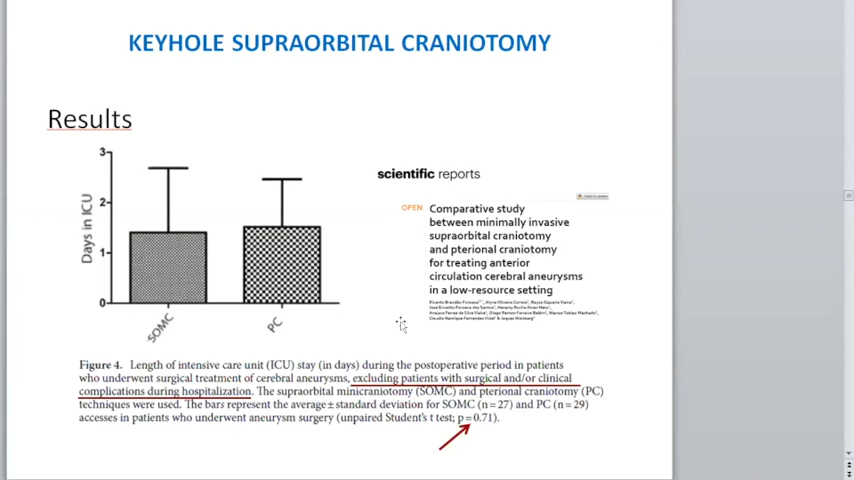 KEYHOLE SUPRAORBITAL CRANIOTOMY
Results
3
2
1
0
Days in ICU
SOMC
PC
scientific reports
OPEN
Comparative study
between minimally invasive
supraorbital craniotomy
and pterional craniotomy
for treating anterior
circulation cerebral aneurysms
in a low-resource setting
Figure 4. Length of intensive care unit (ICU) stay (in days) during the postoperative period in patients
who underwent surgical treatment of cerebral aneurysms, excluding patients with surgical and/or clinical
complications during hospitalization. The supraorbital minicraniotomy (SOMC) and pterional craniotomy (PC)
techniques were used. The bars represent the average ± standard deviation for SOMC (n = 27) and PC (n = 29)
accesses in patients who underwent aneurysm surgery (unpaired Student's t test; p = 0.71).